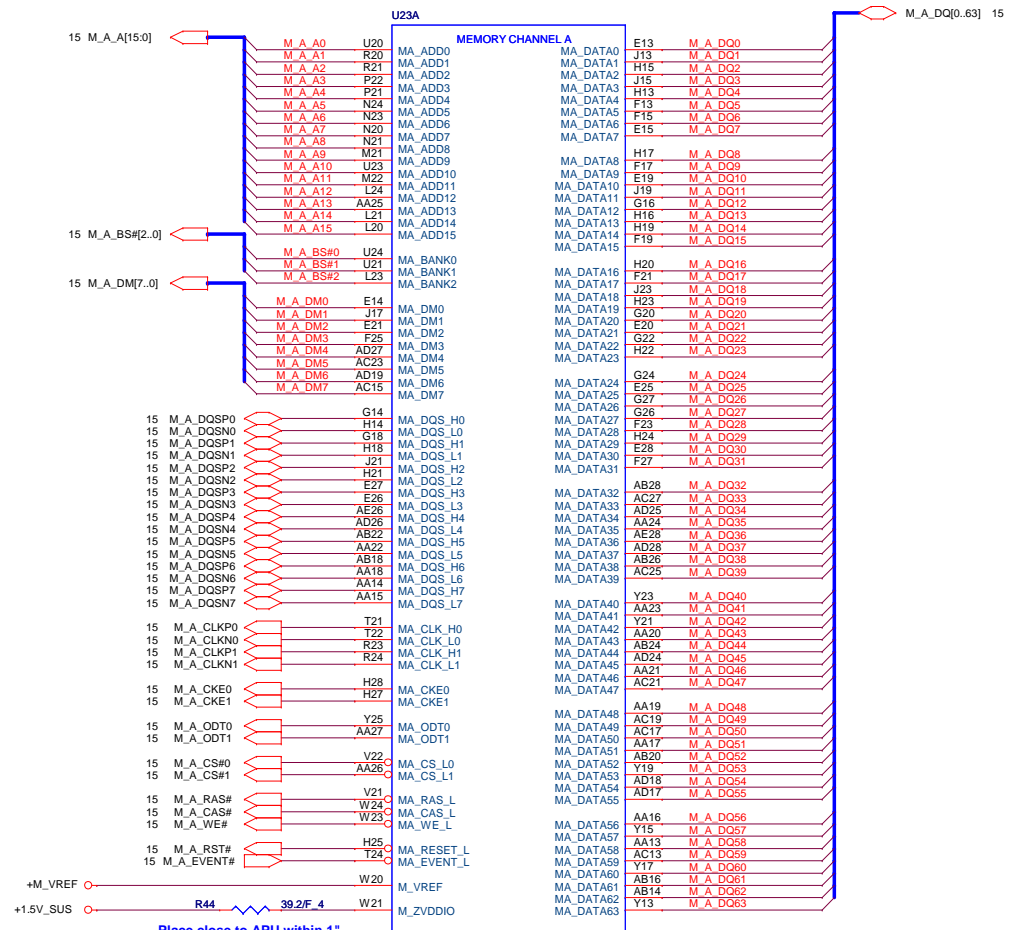 U23A
M_A_DQ[0..63] 15
15 M_A_A[15:0]
MEMORY CHANNEL A
M_A_A0 U20 MA_ADD0 MA_DATA0 E13 M_A_DQ0
M_A_A1 R20 MA_ADD1 MA_DATA1 J13 M_A_DQ1
M_A_A2 R21 MA_ADD2 MA_DATA2 H15 M_A_DQ2
M_A_A3 P22 MA_ADD3 MA_DATA3 J15 M_A_DQ3
M_A_A4 P21 MA_ADD4 MA_DATA4 H13 M_A_DQ4
M_A_A5 N24 MA_ADD5 MA_DATA5 F13 M_A_DQ5
M_A_A6 N23 MA_ADD6 MA_DATA6 F15 M_A_DQ6
M_A_A7 N20 MA_ADD7 MA_DATA7 E15 M_A_DQ7
M_A_A8 N21 MA_ADD8
M_A_A9 M21 MA_ADD9 MA_DATA8 H17 M_A_DQ8
M_A_A10 U23 MA_ADD10 MA_DATA9 F17 M_A_DQ9
M_A_A11 M22 MA_ADD11 MA_DATA10 E19 M_A_DQ10
M_A_A12 L24 MA_ADD12 MA_DATA11 J19 M_A_DQ11
M_A_A13 AA25 MA_ADD13 MA_DATA12 G16 M_A_DQ12
M_A_A14 L21 MA_ADD14 MA_DATA13 H16 M_A_DQ13
M_A_A15 L20 MA_ADD15 MA_DATA14 H19 M_A_DQ14
MA_DATA15 F19 M_A_DQ15
15 M_A_BS#[2..0]
M_A_BS#0 U24 MA_BANK0
M_A_BS#1 U21 MA_BANK1 MA_DATA16 H20 M_A_DQ16
M_A_BS#2 L23 MA_BANK2 MA_DATA17 F21 M_A_DQ17
15 M_A_DM[7..0]
MA_DATA18 J23 M_A_DQ18
M_A_DM0 E14 MA_DM0 MA_DATA19 H23 M_A_DQ19
M_A_DM1 J17 MA_DM1 MA_DATA20 G20 M_A_DQ20
M_A_DM2 E21 MA_DM2 MA_DATA21 E20 M_A_DQ21
M_A_DM3 F25 MA_DM3 MA_DATA22 G22 M_A_DQ22
M_A_DM4 AD27 MA_DM4 MA_DATA23 H22 M_A_DQ23
M_A_DM5 AC23 MA_DM5
M_A_DM6 AD19 MA_DM6 MA_DATA24 G24 M_A_DQ24
M_A_DM7 AC15 MA_DM7 MA_DATA25 E25 M_A_DQ25
MA_DATA26 G27 M_A_DQ26
15 M_A_DQSP0 G14 MA_DQS_H0 MA_DATA27 G26 M_A_DQ27
15 M_A_DQSN0 H14 MA_DQS_L0 MA_DATA28 F23 M_A_DQ28
15 M_A_DQSP1 G18 MA_DQS_H1 MA_DATA29 H24 M_A_DQ29
15 M_A_DQSN1 H18 MA_DQS_L1 MA_DATA30 E28 M_A_DQ30
15 M_A_DQSP2 J21 MA_DQS_H2 MA_DATA31 F27 M_A_DQ31
15 M_A_DQSN2 H21 MA_DQS_L2
15 M_A_DQSP3 E27 MA_DQS_H3 MA_DATA32 AB28 M_A_DQ32
15 M_A_DQSN3 E26 MA_DQS_L3 MA_DATA33 AC27 M_A_DQ33
15 M_A_DQSP4 AE26 MA_DQS_H4 MA_DATA34 AD25 M_A_DQ34
15 M_A_DQSN4 AD26 MA_DQS_L4 MA_DATA35 AA24 M_A_DQ35
15 M_A_DQSP5 AB22 MA_DQS_H5 MA_DATA36 AE28 M_A_DQ36
15 M_A_DQSN5 AA22 MA_DQS_L5 MA_DATA37 AD28 M_A_DQ37
15 M_A_DQSP6 AB18 MA_DQS_H6 MA_DATA38 AB26 M_A_DQ38
15 M_A_DQSN6 AA18 MA_DQS_L6 MA_DATA39 AC25 M_A_DQ39
15 M_A_DQSP7 AA14 MA_DQS_H7
15 M_A_DQSN7 AA15 MA_DQS_L7 MA_DATA40 Y23 M_A_DQ40
MA_DATA41 AA23 M_A_DQ41
15 M_A_CLKP0 T21 MA_CLK_H0 MA_DATA42 Y21 M_A_DQ42
15 M_A_CLKN0 T22 MA_CLK_L0 MA_DATA43 AA20 M_A_DQ43
15 M_A_CLKP1 R23 MA_CLK_H1 MA_DATA44 AB24 M_A_DQ44
15 M_A_CLKN1 R24 MA_CLK_L1 MA_DATA45 AD24 M_A_DQ45
MA_DATA46 AA21 M_A_DQ46
15 M_A_CKE0 H28 MA_CKE0 MA_DATA47 AC21 M_A_DQ47
15 M_A_CKE1 H27 MA_CKE1
MA_DATA48 AA19 M_A_DQ48
15 M_A_ODT0 Y25 MA_ODT0 MA_DATA49 AC19 M_A_DQ49
15 M_A_ODT1 AA27 MA_ODT1 MA_DATA50 AC17 M_A_DQ50
MA_DATA51 AA17 M_A_DQ51
15 M_A_CS#0 V22 MA_CS_L0 MA_DATA52 AB20 M_A_DQ52
15 M_A_CS#1 AA26 MA_CS_L1 MA_DATA53 Y19 M_A_DQ53
MA_DATA54 AD18 M_A_DQ54
15 M_A_RAS# V21 MA_RAS_L MA_DATA55 AD17 M_A_DQ55
15 M_A_CAS# W24 MA_CAS_L
15 M_A_WE# W23 MA_WE_L MA_DATA56 AA16 M_A_DQ56
MA_DATA57 Y15 M_A_DQ57
15 M_A_RST# H25 MA_RESET_L MA_DATA58 AA13 M_A_DQ58
15 M_A_EVENT# T24 MA_EVENT_L MA_DATA59 AC13 M_A_DQ59
MA_DATA60 Y17 M_A_DQ60
+M_VREF W20 M_VREF MA_DATA61 AB16 M_A_DQ61
MA_DATA62 AB14 M_A_DQ62
+1.5V_SUS R44 39.2/F_4 W21 M_ZVDDIO MA_DATA63 Y13 M_A_DQ63
Place close to APU within 1"